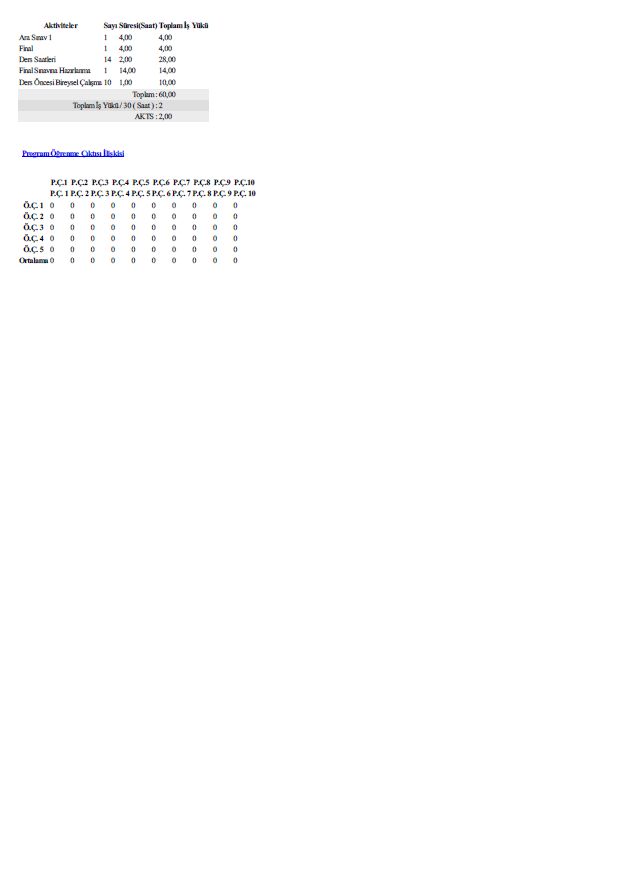 Aktiviteler Sayı Süresi(Saat) Toplam İş Yükü
Ara Sınav 1 1 4,00 4,00
Final 1 4,00 4,00
Ders Saatleri 14 2,00 28,00
Final Sınavına Hazırlanma 1 14,00 14,00
Ders Öncesi Bireysel Çalışma 10 1,00 10,00
Toplam : 60,00
Toplam İş Yükü / 30 ( Saat ) : 2
AKTS : 2,00
Program Öğrenme Çıktısı İlişkisi
P.Ç.1 P.Ç.2 P.Ç.3 P.Ç.4 P.Ç.5 P.Ç.6 P.Ç.7 P.Ç.8 P.Ç.9 P.Ç.10
P.Ç. 1 P.Ç. 2 P.Ç. 3 P.Ç. 4 P.Ç. 5 P.Ç. 6 P.Ç. 7 P.Ç. 8 P.Ç. 9 P.Ç. 10
Ö.Ç. 1 0 0 0 0 0 0 0 0 0 0
Ö.Ç. 2 0 0 0 0 0 0 0 0 0 0
Ö.Ç. 3 0 0 0 0 0 0 0 0 0 0
Ö.Ç. 4 0 0 0 0 0 0 0 0 0 0
Ö.Ç. 5 0 0 0 0 0 0 0 0 0 0
Ortalama 0 0 0 0 0 0 0 0 0 0